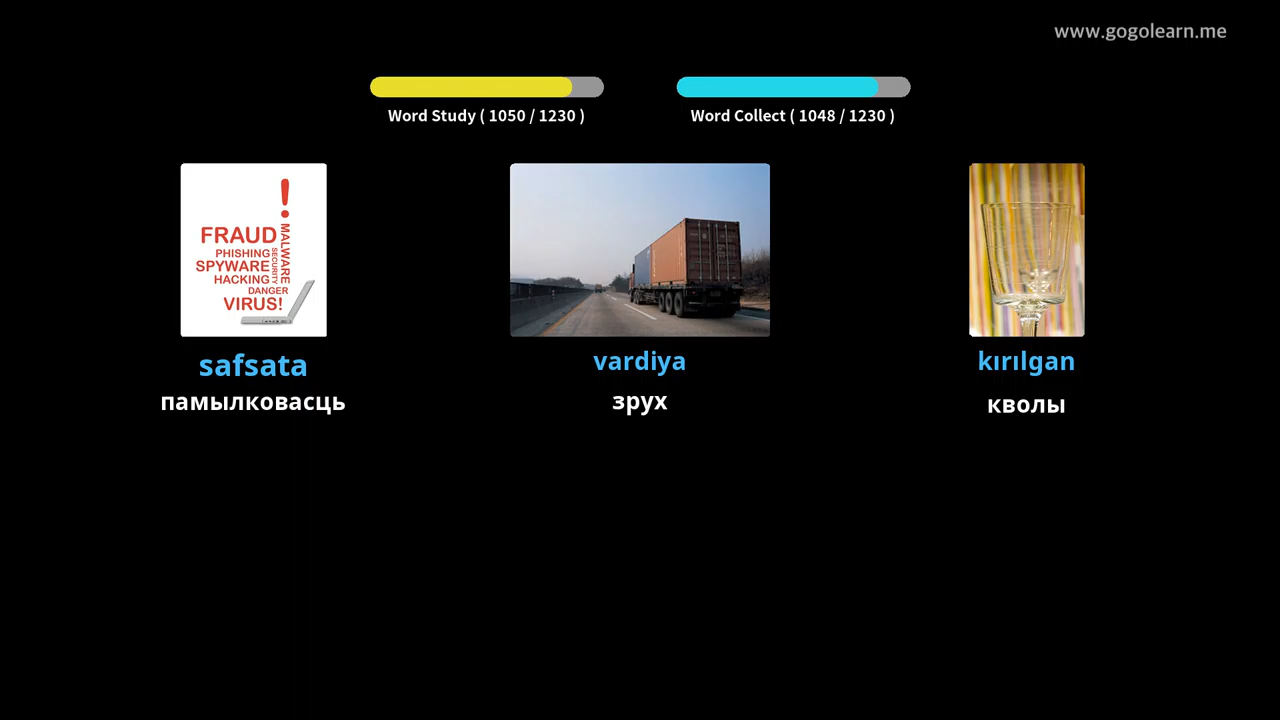 www.gogolearn.me
Word Study ( 1050 / 1230 )
Word Collect ( 1048 / 1230 )
!
FRAUD
PHISHING
SPYWARE
HACKING
DANGER
VIRUS!
MALWARE
SECURITY
safsata
vardiya
kırılgan
памылковасць
зрух
кволы